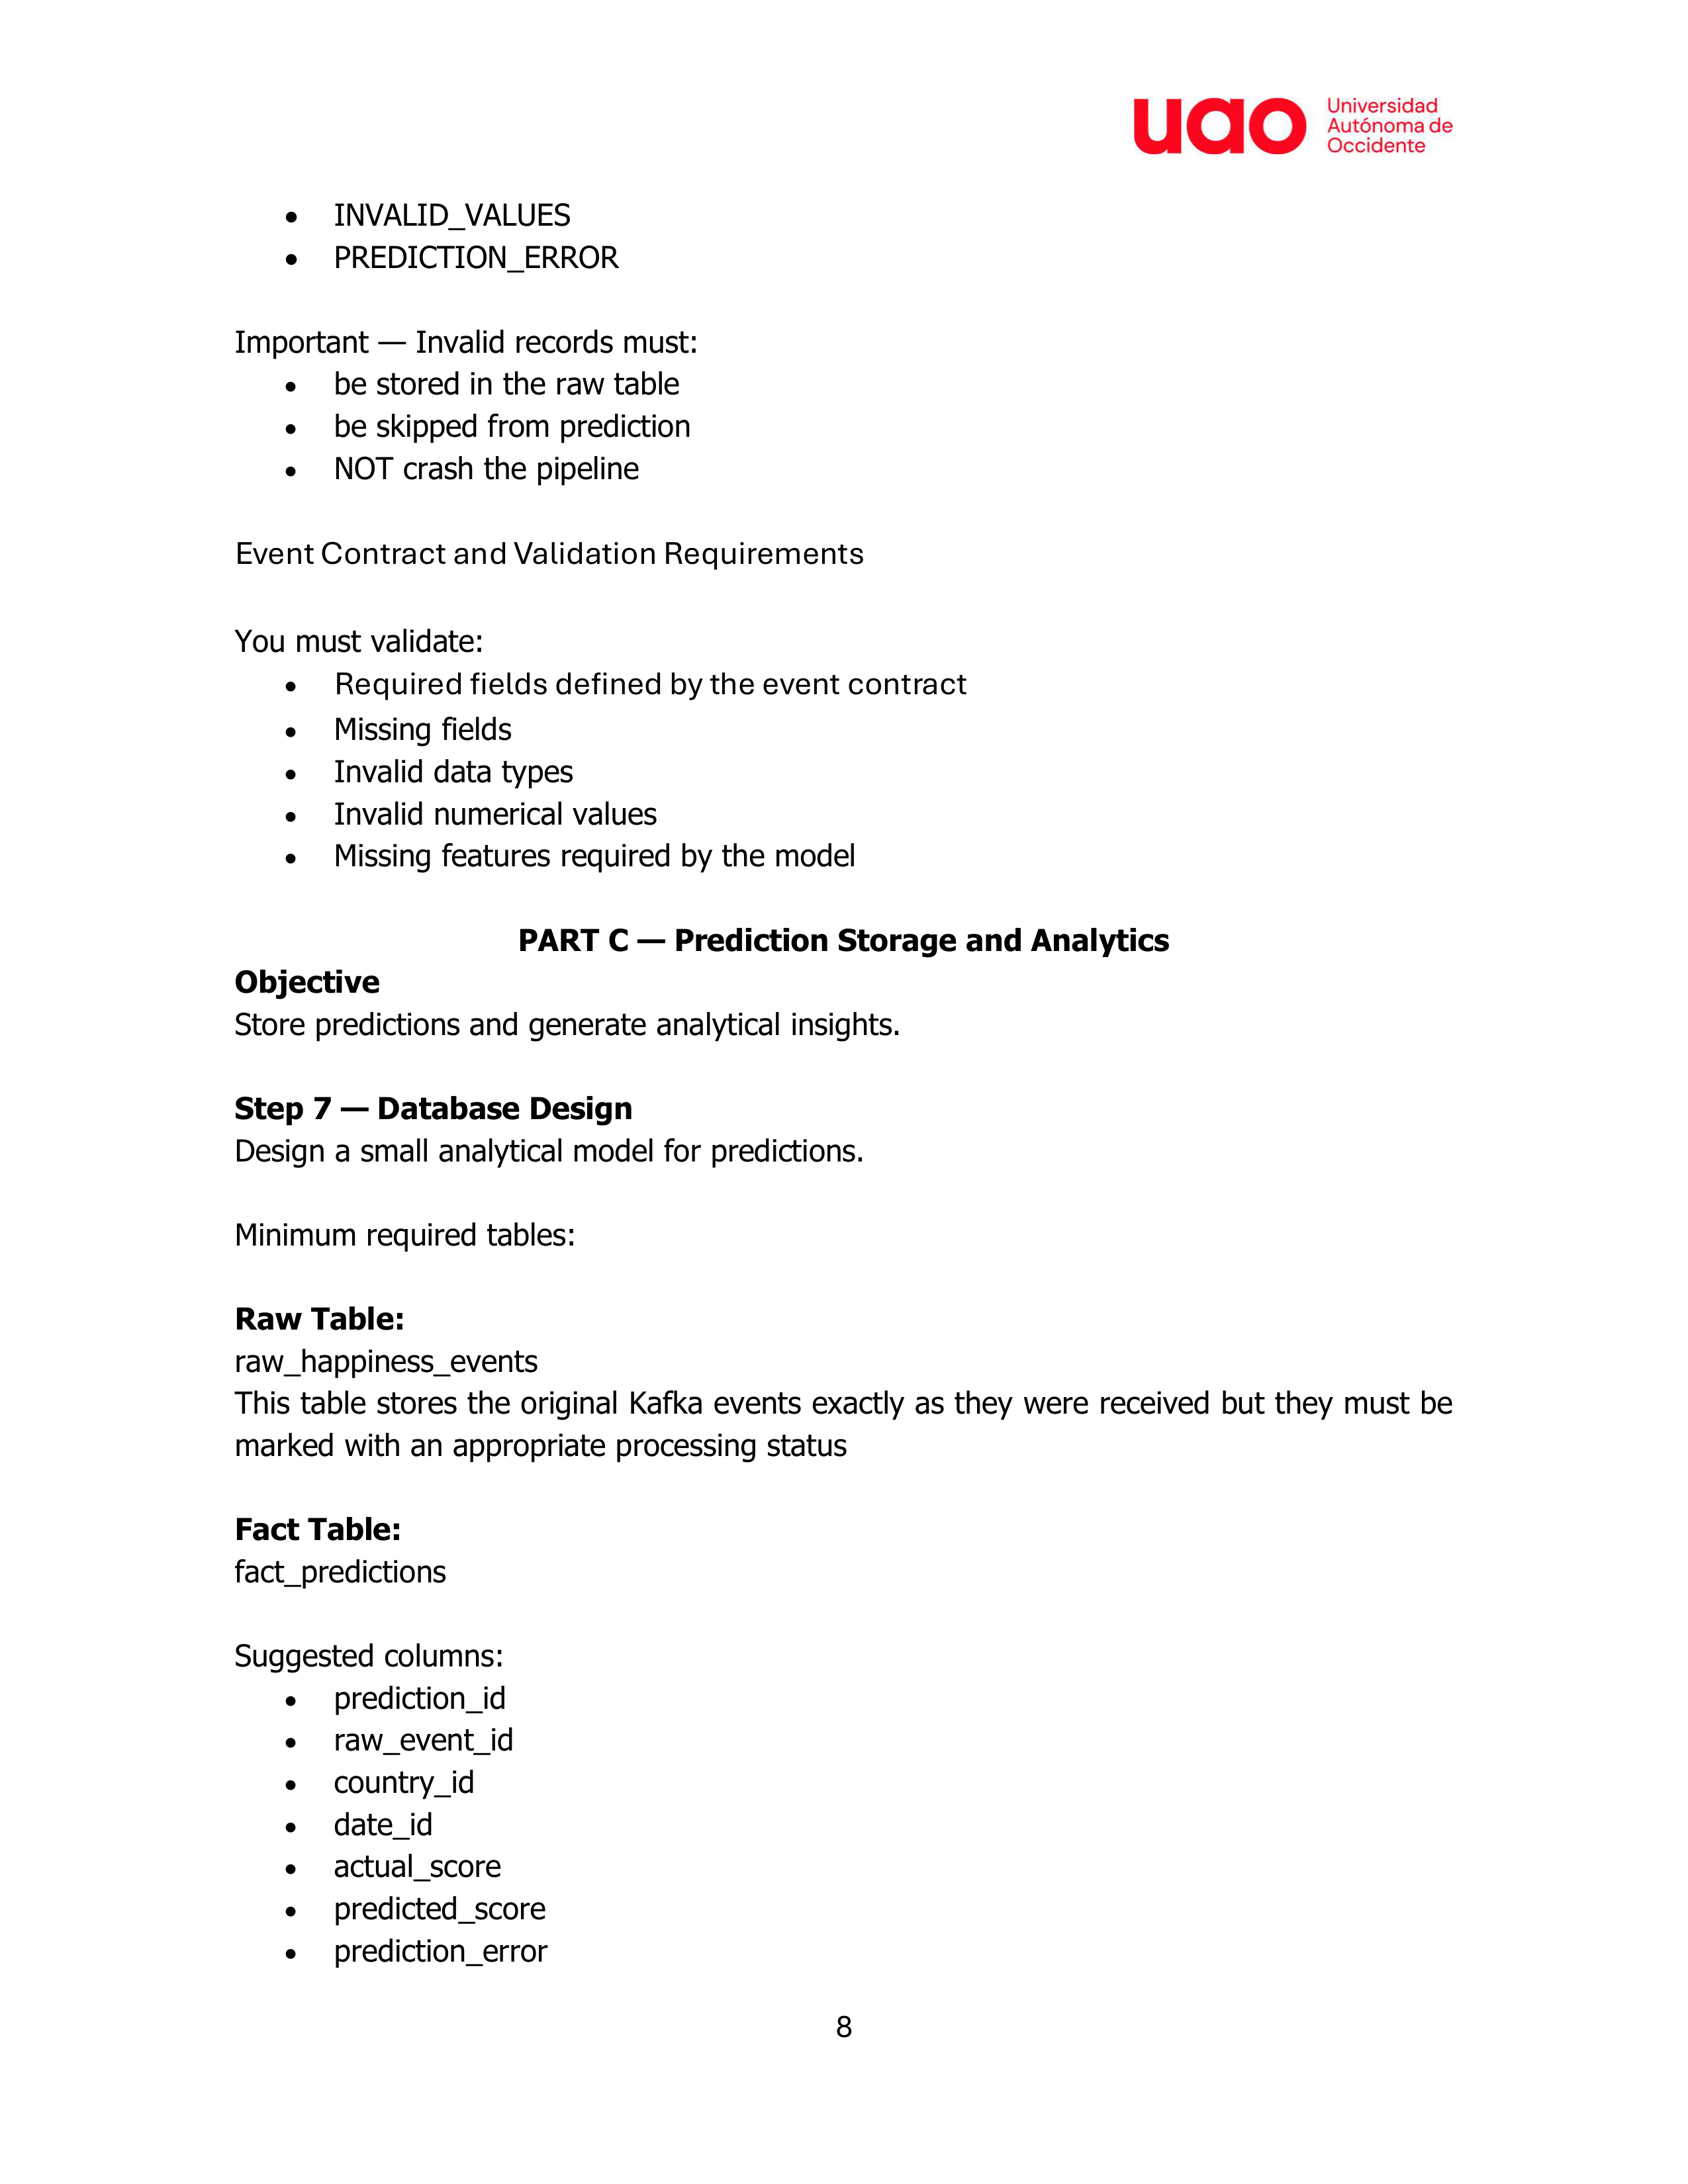 uao Universidad
Autónoma de
Occidente
• INVALID_VALUES
• PREDICTION_ERROR
Important — Invalid records must:
• be stored in the raw table
• be skipped from prediction
• NOT crash the pipeline
Event Contract and Validation Requirements
You must validate:
• Required fields defined by the event contract
• Missing fields
• Invalid data types
• Invalid numerical values
• Missing features required by the model
PART C — Prediction Storage and Analytics
Objective
Store predictions and generate analytical insights.
Step 7 — Database Design
Design a small analytical model for predictions.
Minimum required tables:
Raw Table:
raw_happiness_events
This table stores the original Kafka events exactly as they were received but they must be
marked with an appropriate processing status
Fact Table:
fact_predictions
Suggested columns:
• prediction_id
• raw_event_id
• country_id
• date_id
• actual_score
• predicted_score
• prediction_error
8